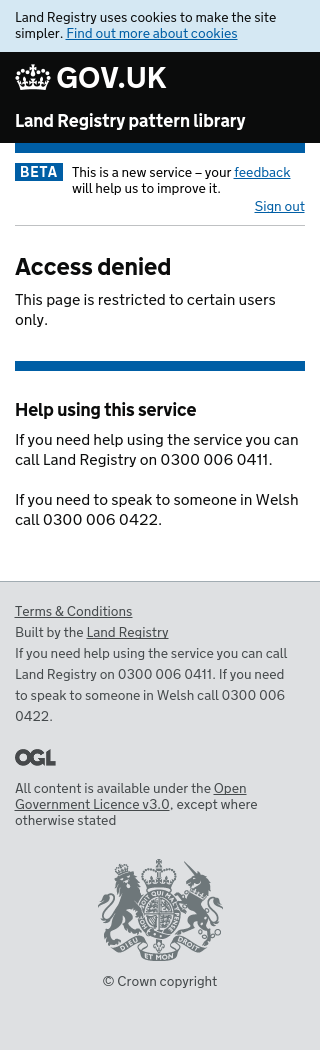 Land Registry uses cookies to make the site
simpler. Find out more about cookies
GOV.UK
Land Registry pattern library
BETA This is a new service – your feedback
will help us to improve it.
Sign out
Access denied
This page is restricted to certain users
only.
Help using this service
If you need help using the service you can
call Land Registry on 0300 006 0411.
If you need to speak to someone in Welsh
call 0300 006 0422.
Terms & Conditions
Built by the Land Registry
If you need help using the service you can call
Land Registry on 0300 006 0411. If you need
to speak to someone in Welsh call 0300 006
0422.
OGL
All content is available under the Open
Government Licence v3.0, except where
otherwise stated
DIEU ET MON DROIT
© Crown copyright